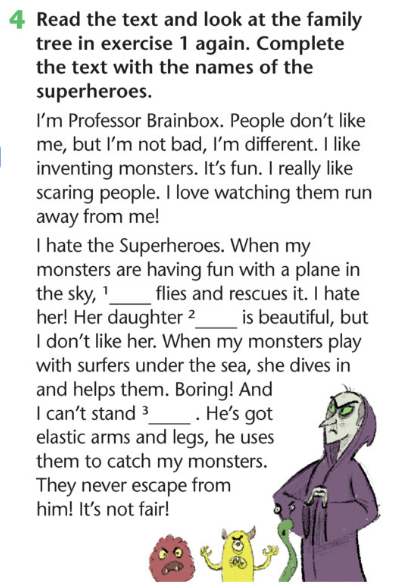 4 Read the text and look at the family
tree in exercise 1 again. Complete
the text with the names of the
superheroes.
I'm Professor Brainbox. People don't like
me, but I'm not bad, I'm different. I like
inventing monsters. It's fun. I really like
scaring people. I love watching them run
away from me!
I hate the Superheroes. When my
monsters are having fun with a plane in
the sky, ¹____ flies and rescues it. I hate
her! Her daughter ²____ is beautiful, but
I don't like her. When my monsters play
with surfers under the sea, she dives in
and helps them. Boring! And
I can't stand ³____ . He's got
elastic arms and legs, he uses
them to catch my monsters.
They never escape from
him! It's not fair!